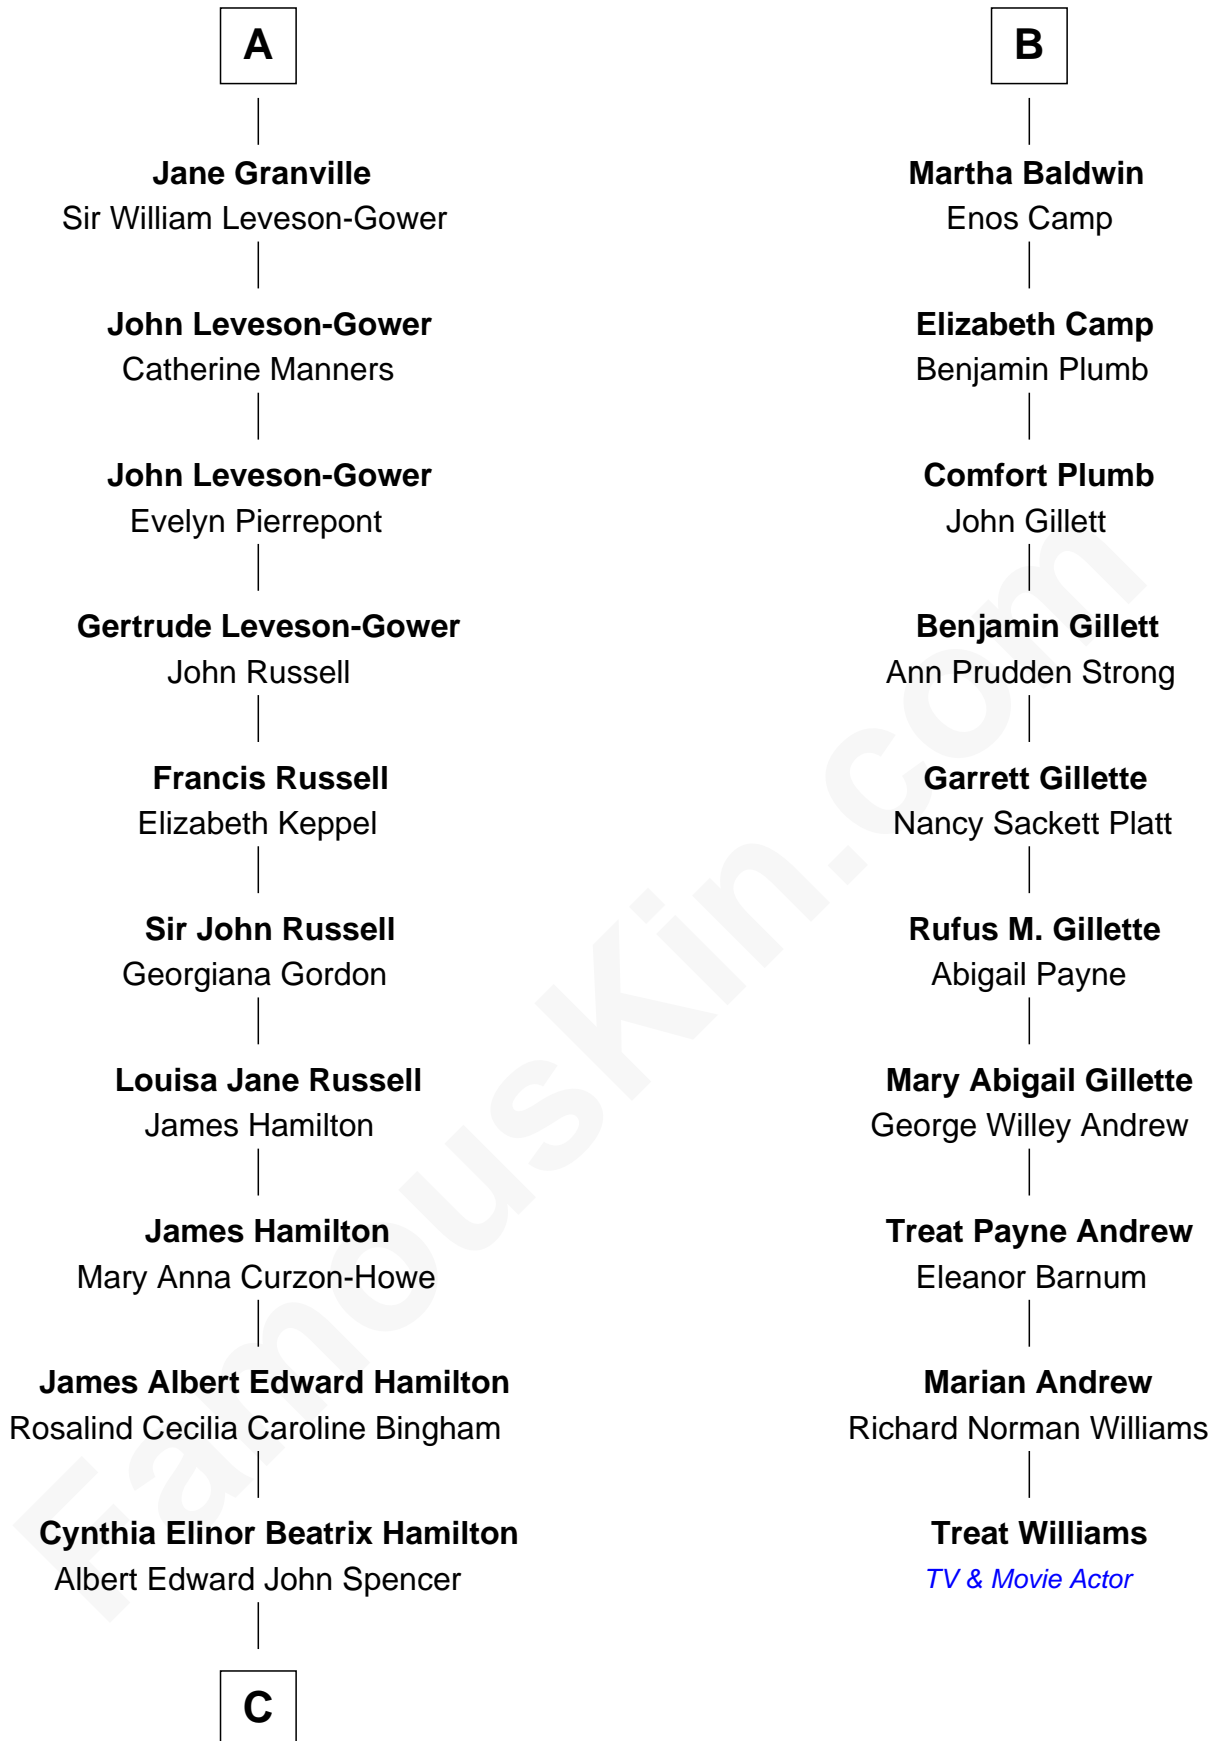 A
Jane Granville
Sir William Leveson-Gower
John Leveson-Gower
Catherine Manners
John Leveson-Gower
Evelyn Pierrepont
Gertrude Leveson-Gower
John Russell
Francis Russell
Elizabeth Keppel
Sir John Russell
Georgiana Gordon
Louisa Jane Russell
James Hamilton
James Hamilton
Mary Anna Curzon-Howe
James Albert Edward Hamilton
Rosalind Cecilia Caroline Bingham
Cynthia Elinor Beatrix Hamilton
Albert Edward John Spencer
C
B
Martha Baldwin
Enos Camp
Elizabeth Camp
Benjamin Plumb
Comfort Plumb
John Gillett
Benjamin Gillett
Ann Prudden Strong
Garrett Gillette
Nancy Sackett Platt
Rufus M. Gillette
Abigail Payne
Mary Abigail Gillette
George Willey Andrew
Treat Payne Andrew
Eleanor Barnum
Marian Andrew
Richard Norman Williams
Treat Williams
TV & Movie Actor
FamousKin.com